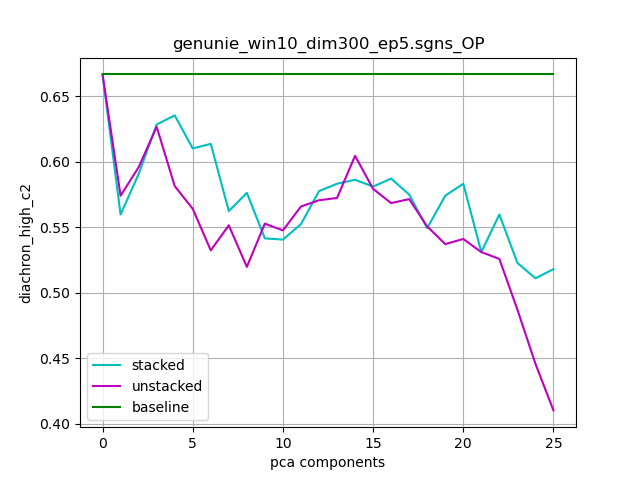 genunie_win10_dim300_ep5.sgns_OP
diachron_high_c2
0.65
0.60
0.55
0.50
0.45
0.40
stacked
unstacked
baseline
0 5 10 15 20 25
pca components